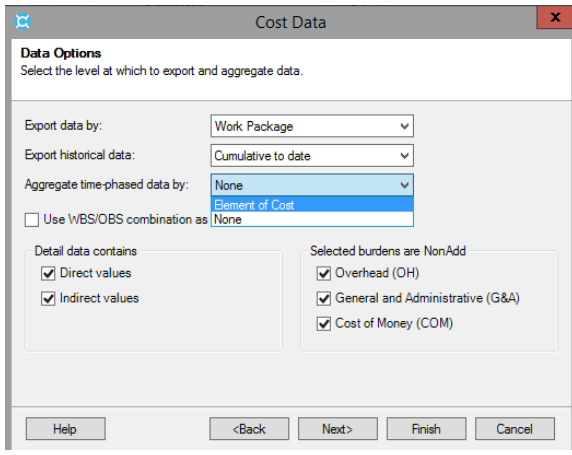 Cost Data
x
Data Options
Select the level at which to export and aggregate data.
Export data by: Work Package
Export historical data: Cumulative to date
Aggregate time-phased data by: None
Element of Cost
Use WBS/OBS combination as None
Detail data contains
Direct values
Indirect values
Selected burdens are NonAdd
Overhead (OH)
General and Administrative (G&A)
Cost of Money (COM)
Help <Back Next> Finish Cancel